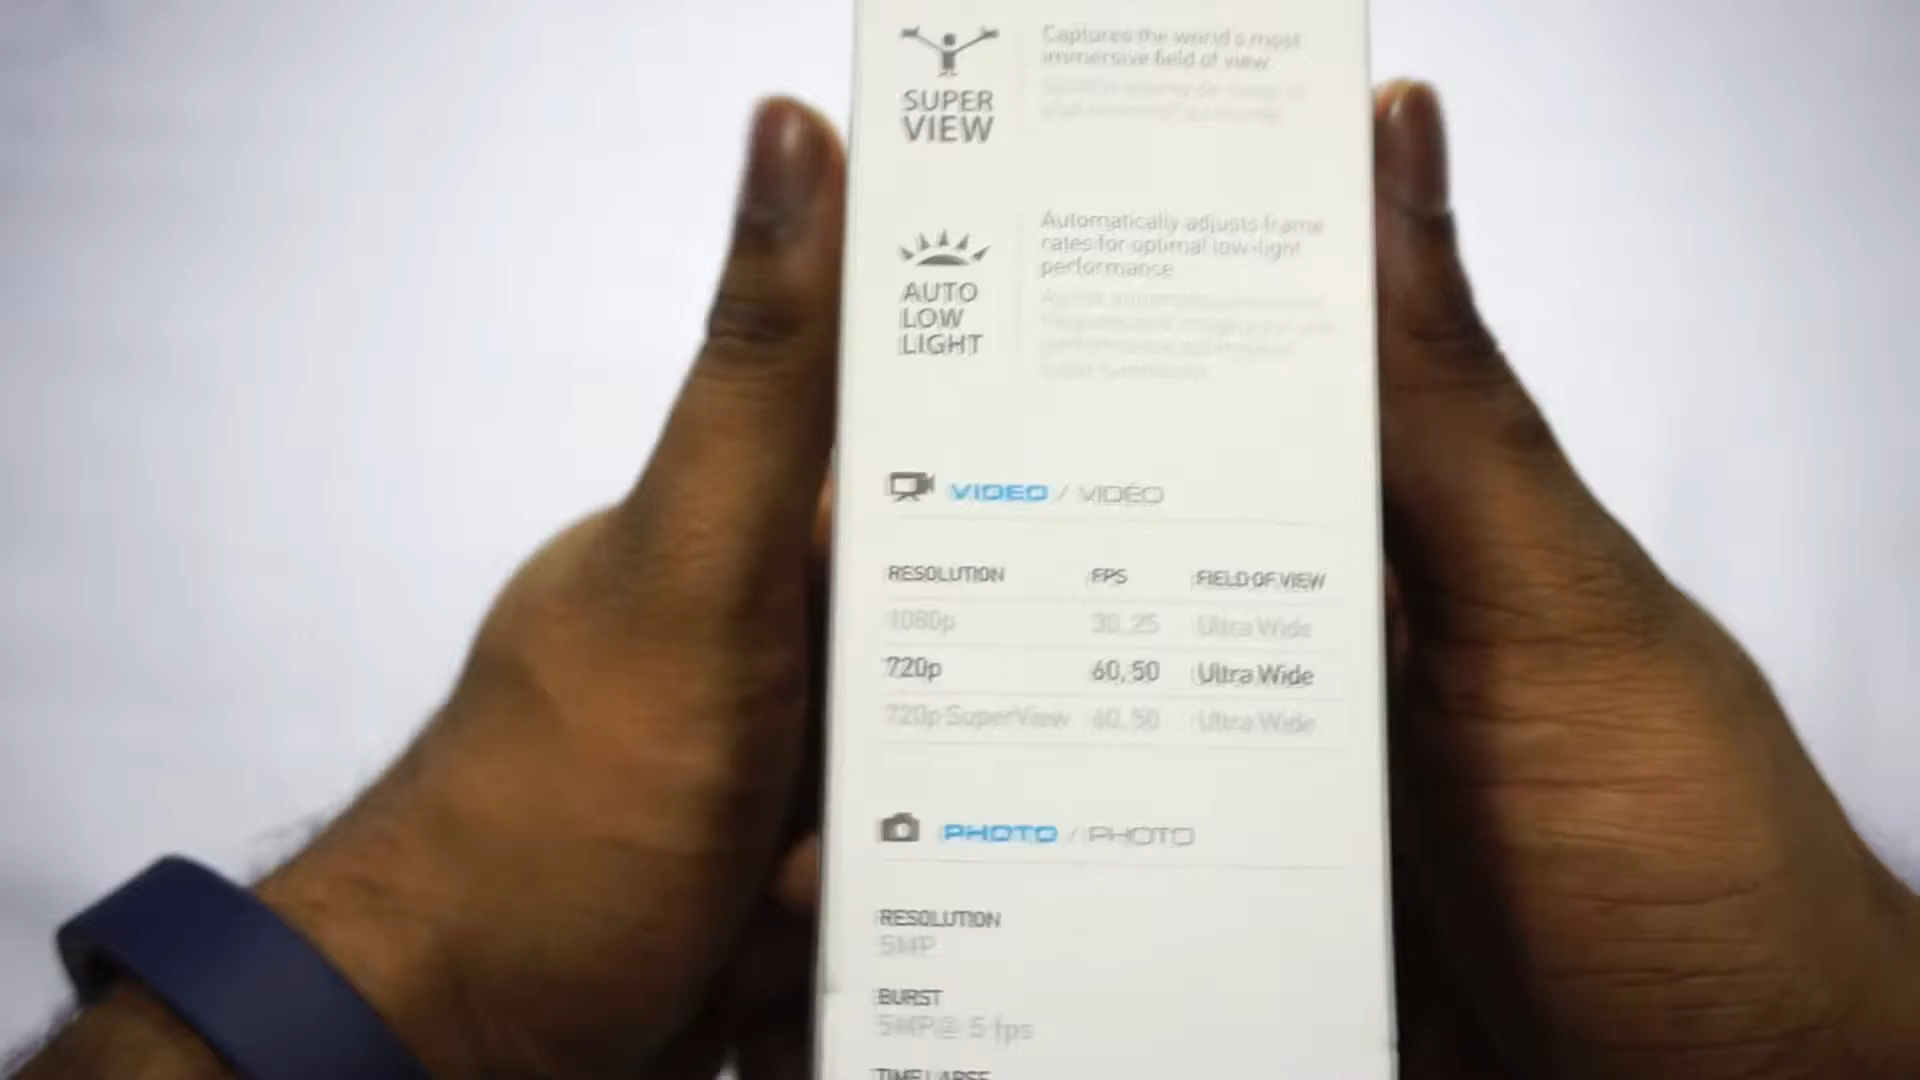 SUPER
VIEW
Captures the world's most
immersive field of view.
AUTO
LOW
LIGHT
Automatically adjusts frame
rates for optimal low-light
performance
VIDEO / VIDÉO
RESOLUTION FPS FIELD OF VIEW
1080p 30, 25 Ultra Wide
720p 60, 50 Ultra Wide
720p SuperView 60, 50 Ultra Wide
PHOTO / PHOTO
RESOLUTION
5MP
BURST
5MP @ 5 fps
TIME LAPSE